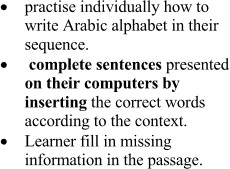 • practise individually how to
write Arabic alphabet in their
sequence.
• complete sentences presented
on their computers by
inserting the correct words
according to the context.
• Learner fill in missing
information in the passage.